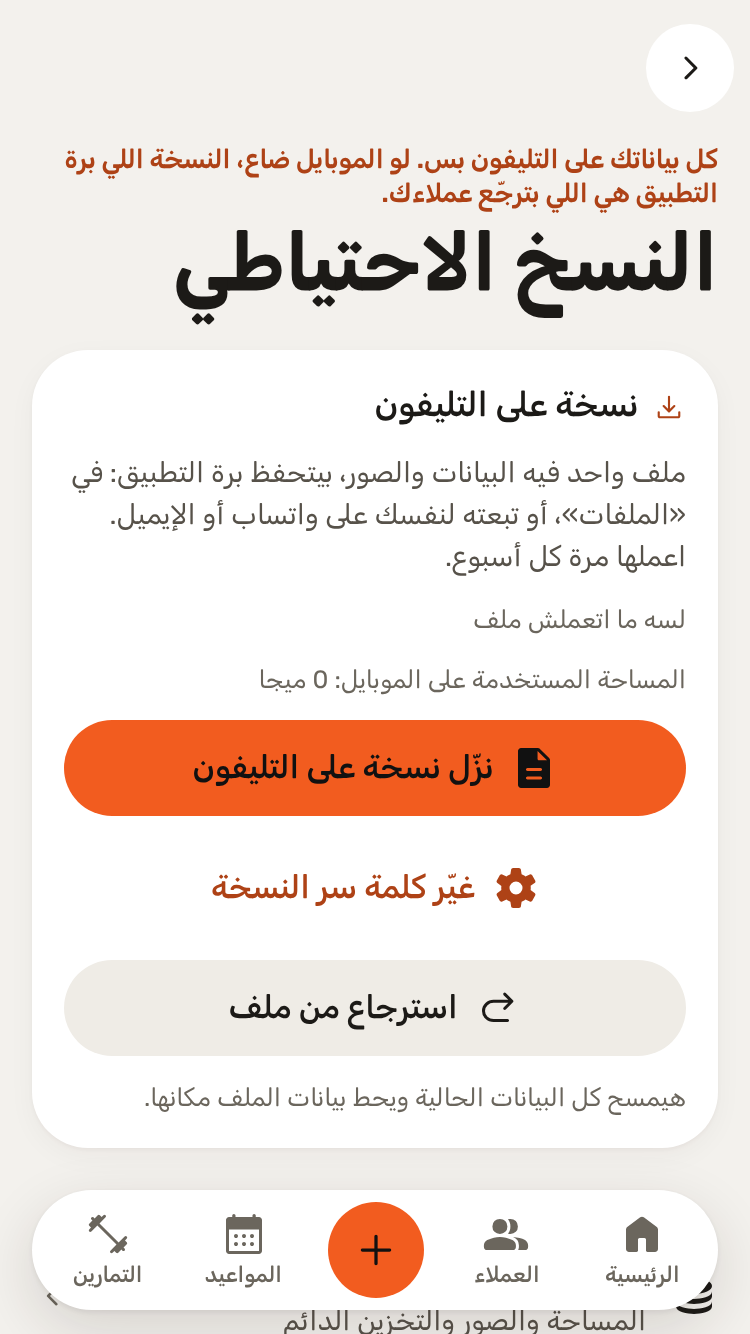 كل بياناتك على التليفون بس. لو الموبايل ضاع، النسخة اللي برة
التطبيق هي اللي بترجّع عملاءك.
النسخ الاحتياطي
نسخة على التليفون
ملف واحد فيه البيانات والصور، بيتحفظ برة التطبيق: في
«الملفات»، أو تبعته لنفسك على واتساب أو الإيميل.
اعملها مرة كل أسبوع.
لسه ما اتعملش ملف
المساحة المستخدمة على الموبايل: 0 ميجا
نزّل نسخة على التليفون
غيّر كلمة سر النسخة
استرجاع من ملف
هيمسح كل البيانات الحالية ويحط بيانات الملف مكانها.
الرئيسية
العملاء
المواعيد
التمارين
المساحة والصور والتخزين الدائم